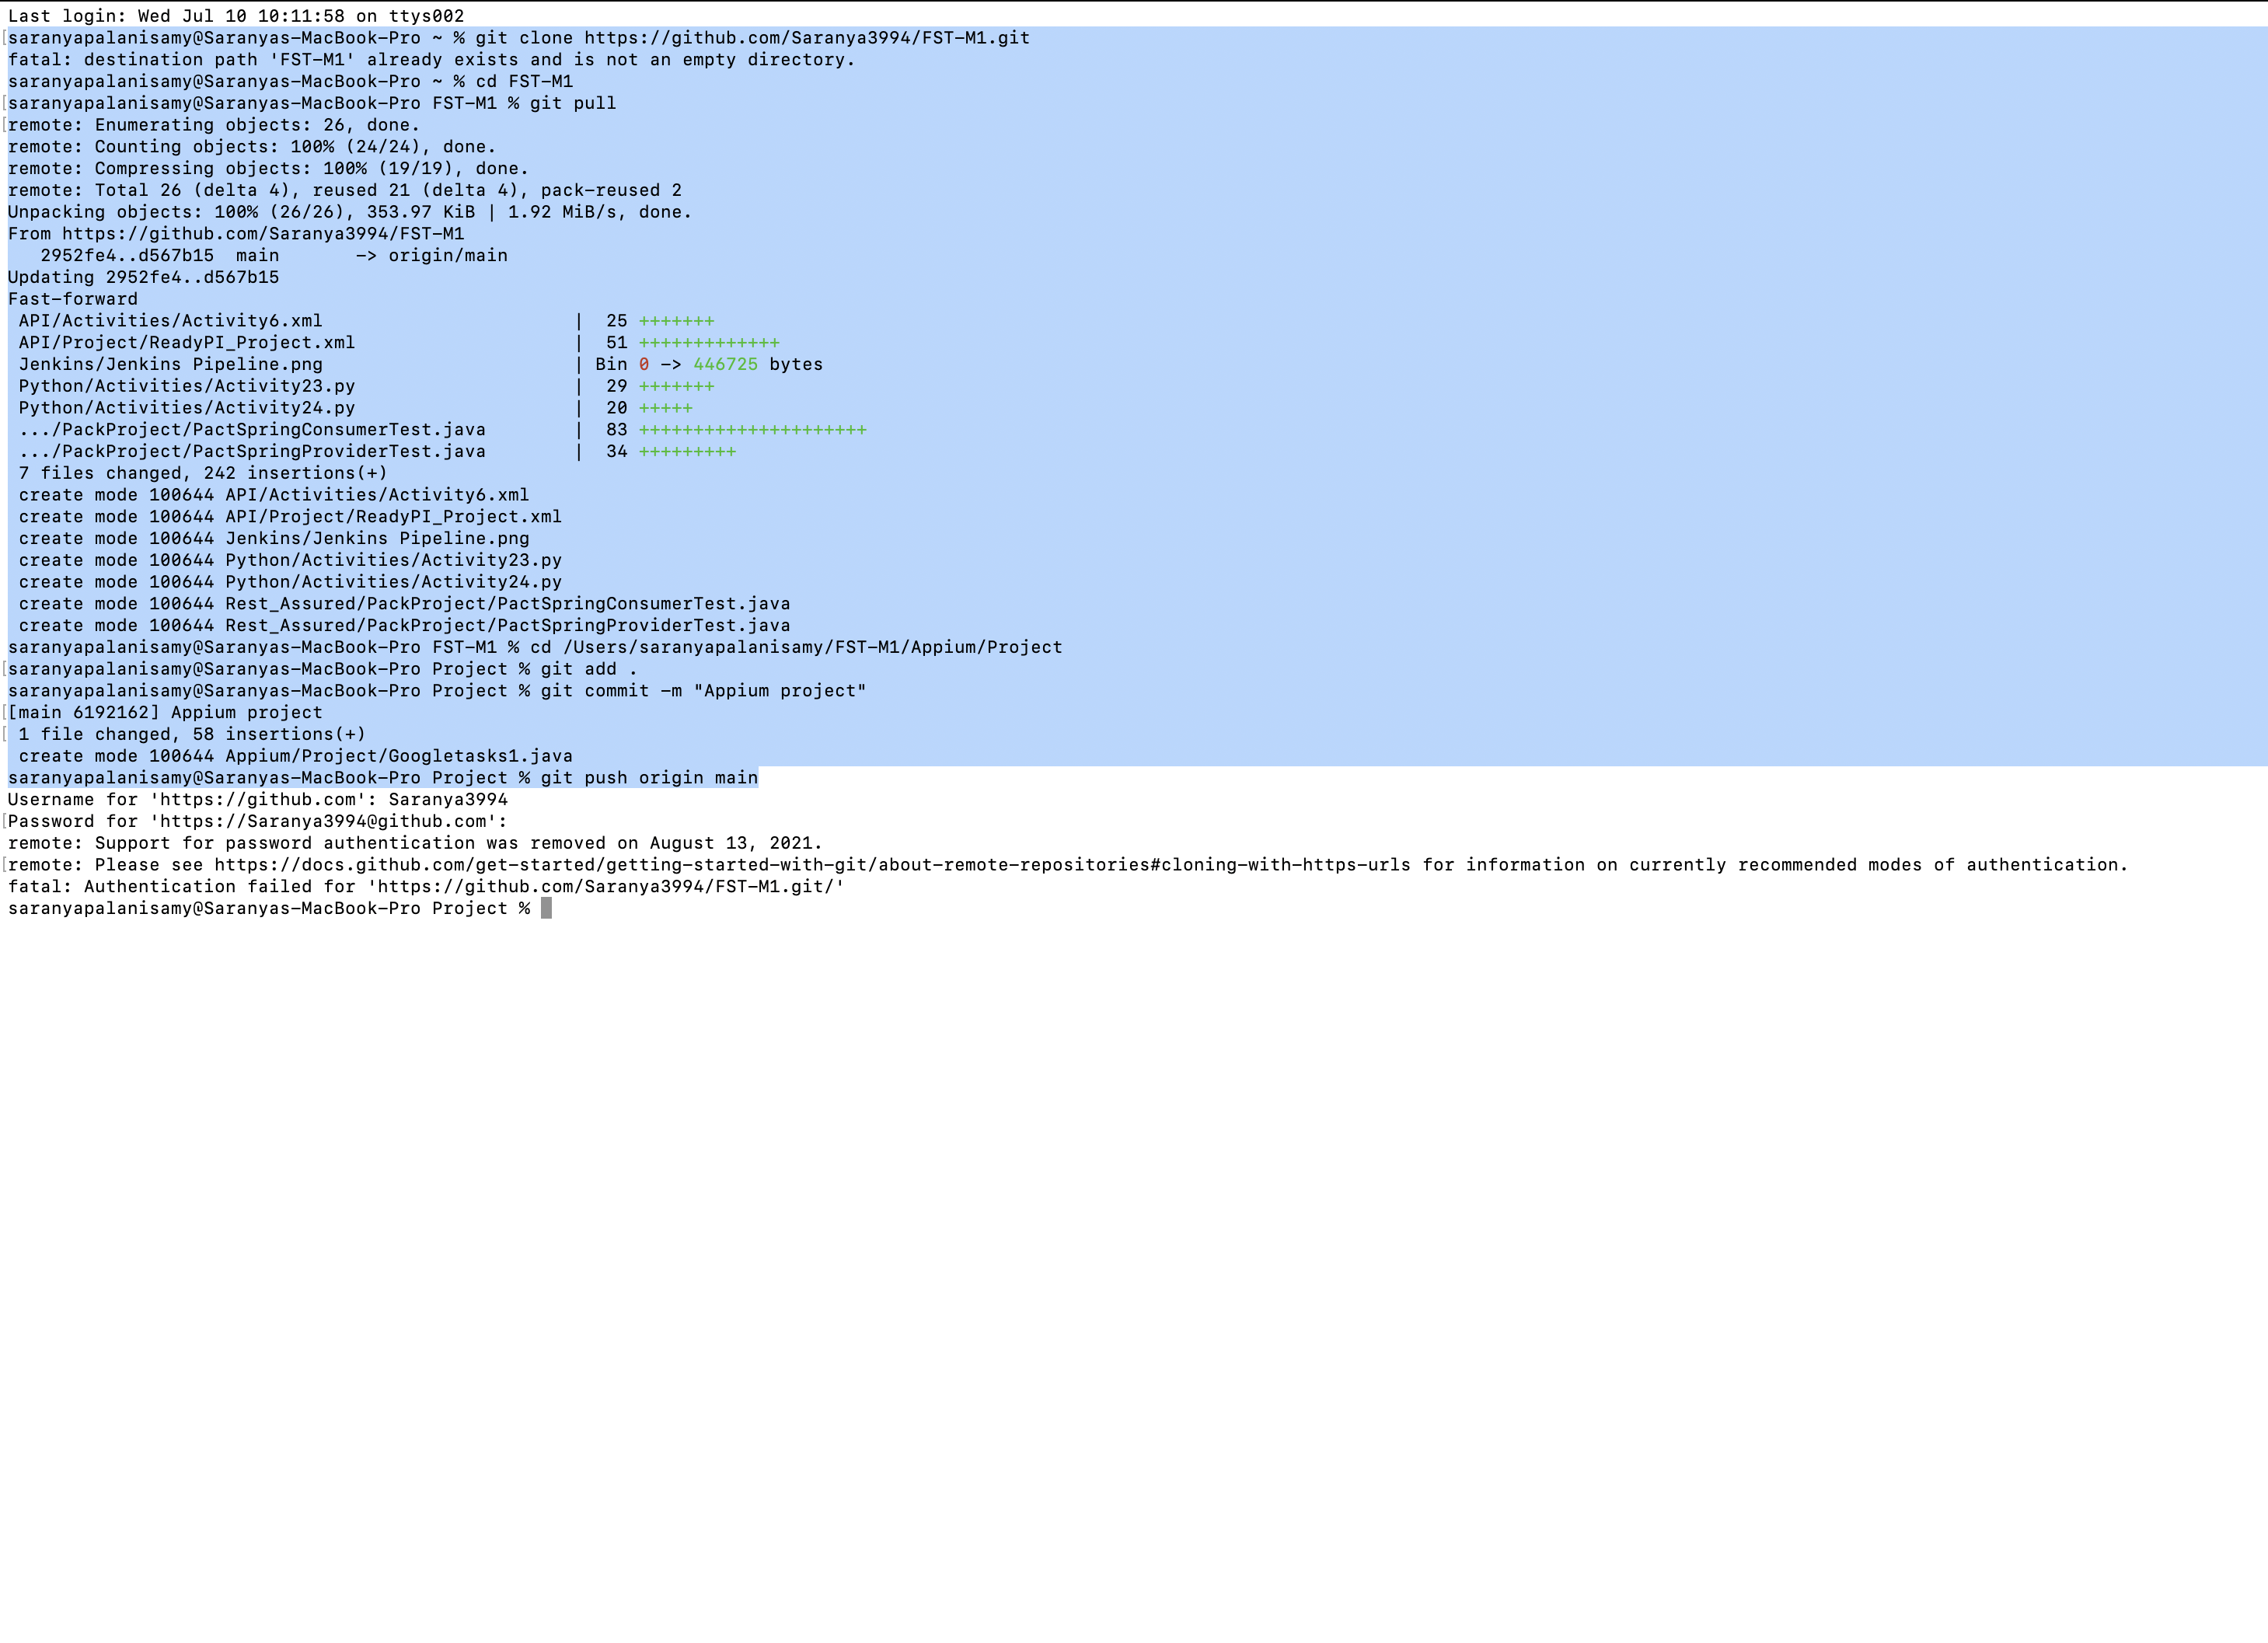 Last login: Wed Jul 10 10:11:58 on ttys002
saranyapalanisamy@Saranyas-MacBook-Pro ~ % git clone https://github.com/Saranya3994/FST-M1.git
fatal: destination path 'FST-M1' already exists and is not an empty directory.
saranyapalanisamy@Saranyas-MacBook-Pro ~ % cd FST-M1
saranyapalanisamy@Saranyas-MacBook-Pro FST-M1 % git pull
remote: Enumerating objects: 26, done.
remote: Counting objects: 100% (24/24), done.
remote: Compressing objects: 100% (19/19), done.
remote: Total 26 (delta 4), reused 21 (delta 4), pack-reused 2
Unpacking objects: 100% (26/26), 353.97 KiB | 1.92 MiB/s, done.
From https://github.com/Saranya3994/FST-M1
   2952fe4..d567b15  main       -> origin/main
Updating 2952fe4..d567b15
Fast-forward
 API/Activities/Activity6.xml                       |  25 +++++++
 API/Project/ReadyPI_Project.xml                    |  51 +++++++++++++
 Jenkins/Jenkins Pipeline.png                       | Bin 0 -> 446725 bytes
 Python/Activities/Activity23.py                    |  29 +++++++
 Python/Activities/Activity24.py                    |  20 +++++
 .../PackProject/PactSpringConsumerTest.java        |  83 +++++++++++++++++++++
 .../PackProject/PactSpringProviderTest.java        |  34 +++++++++
 7 files changed, 242 insertions(+)
 create mode 100644 API/Activities/Activity6.xml
 create mode 100644 API/Project/ReadyPI_Project.xml
 create mode 100644 Jenkins/Jenkins Pipeline.png
 create mode 100644 Python/Activities/Activity23.py
 create mode 100644 Python/Activities/Activity24.py
 create mode 100644 Rest_Assured/PackProject/PactSpringConsumerTest.java
 create mode 100644 Rest_Assured/PackProject/PactSpringProviderTest.java
saranyapalanisamy@Saranyas-MacBook-Pro FST-M1 % cd /Users/saranyapalanisamy/FST-M1/Appium/Project
saranyapalanisamy@Saranyas-MacBook-Pro Project % git add .
saranyapalanisamy@Saranyas-MacBook-Pro Project % git commit -m "Appium project"
[main 6192162] Appium project
 1 file changed, 58 insertions(+)
 create mode 100644 Appium/Project/Googletasks1.java
saranyapalanisamy@Saranyas-MacBook-Pro Project % git push origin main
Username for 'https://github.com': Saranya3994
Password for 'https://Saranya3994@github.com':
remote: Support for password authentication was removed on August 13, 2021.
remote: Please see https://docs.github.com/get-started/getting-started-with-git/about-remote-repositories#cloning-with-https-urls for information on currently recommended modes of authentication.
fatal: Authentication failed for 'https://github.com/Saranya3994/FST-M1.git/'
saranyapalanisamy@Saranyas-MacBook-Pro Project %